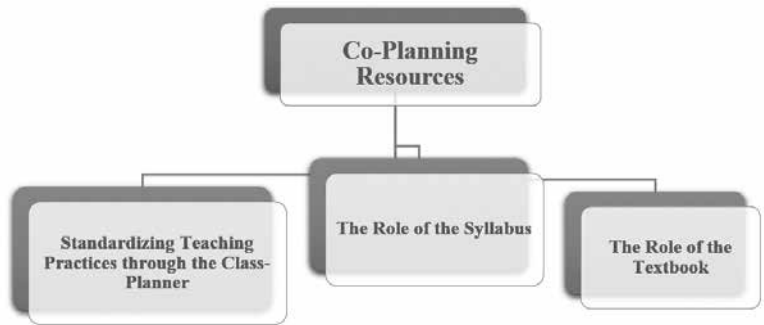 Co-Planning
Resources
Standardizing Teaching
Practices through the Class-
Planner
The Role of the Syllabus
The Role of the
Textbook